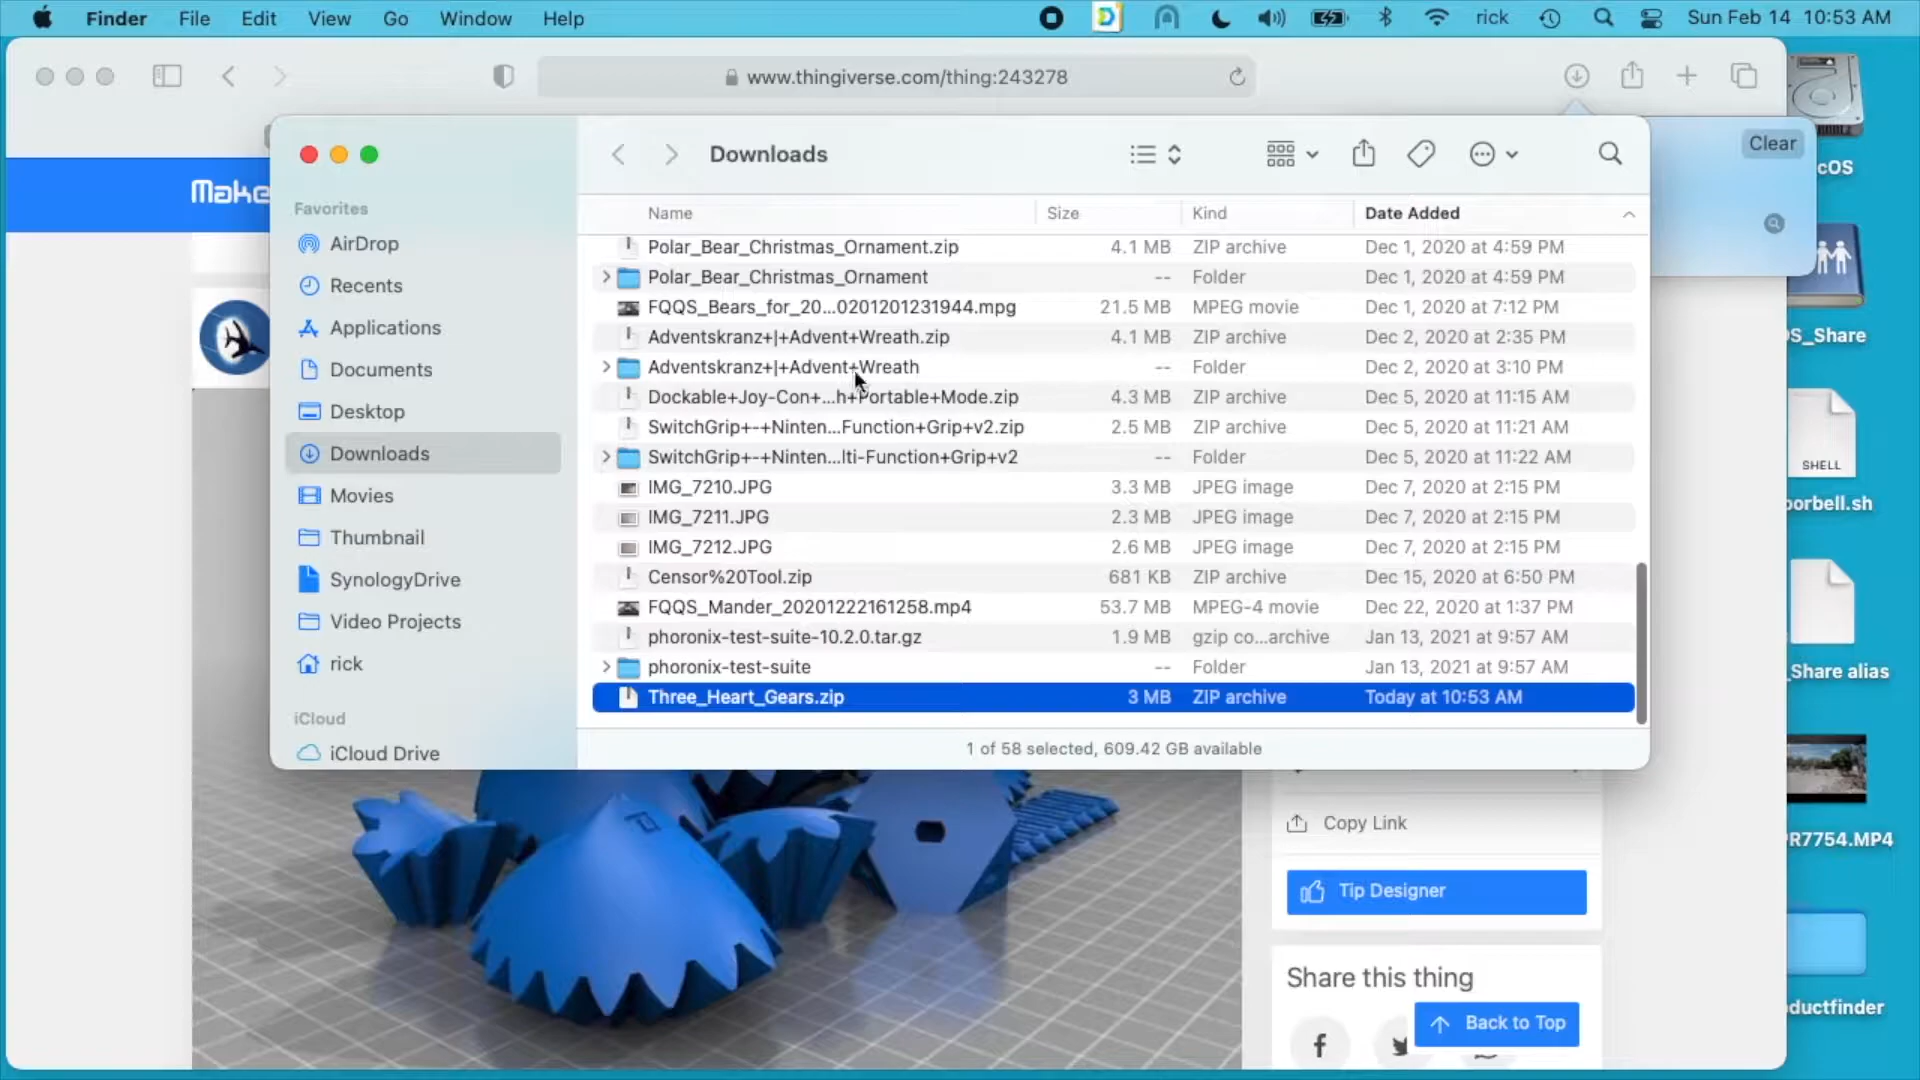 Finder File Edit View Go Window Help rick Sun Feb 14 10:53 AM
www.thingiverse.com/thing:243278
Make
Clear
Downloads
Favorites
AirDrop
Recents
Applications
Documents
Desktop
Downloads
Movies
Thumbnail
SynologyDrive
Video Projects
rick
iCloud
iCloud Drive
Name Size Kind Date Added
Polar_Bear_Christmas_Ornament.zip 4.1 MB ZIP archive Dec 1, 2020 at 4:59 PM
Polar_Bear_Christmas_Ornament -- Folder Dec 1, 2020 at 4:59 PM
FQQS_Bears_for_20...0201201231944.mpg 21.5 MB MPEG movie Dec 1, 2020 at 7:12 PM
Adventskranz+|+Advent+Wreath.zip 4.1 MB ZIP archive Dec 2, 2020 at 2:35 PM
Adventskranz+|+Advent+Wreath -- Folder Dec 2, 2020 at 3:10 PM
Dockable+Joy-Con+...h+Portable+Mode.zip 4.3 MB ZIP archive Dec 5, 2020 at 11:15 AM
SwitchGrip+-+Ninten...Function+Grip+v2.zip 2.5 MB ZIP archive Dec 5, 2020 at 11:21 AM
SwitchGrip+-+Ninten...lti-Function+Grip+v2 -- Folder Dec 5, 2020 at 11:22 AM
IMG_7210.JPG 3.3 MB JPEG image Dec 7, 2020 at 2:15 PM
IMG_7211.JPG 2.3 MB JPEG image Dec 7, 2020 at 2:15 PM
IMG_7212.JPG 2.6 MB JPEG image Dec 7, 2020 at 2:15 PM
Censor%20Tool.zip 681 KB ZIP archive Dec 15, 2020 at 6:50 PM
FQQS_Mander_20201222161258.mp4 53.7 MB MPEG-4 movie Dec 22, 2020 at 1:37 PM
phoronix-test-suite-10.2.0.tar.gz 1.9 MB gzip co...archive Jan 13, 2021 at 9:57 AM
phoronix-test-suite -- Folder Jan 13, 2021 at 9:57 AM
Three_Heart_Gears.zip 3 MB ZIP archive Today at 10:53 AM
1 of 58 selected, 609.42 GB available
Copy Link
Tip Designer
Share this thing
Back to Top
cOS
OS_Share
SHELL
oorbell.sh
_Share alias
PR7754.MP4
ductfinder